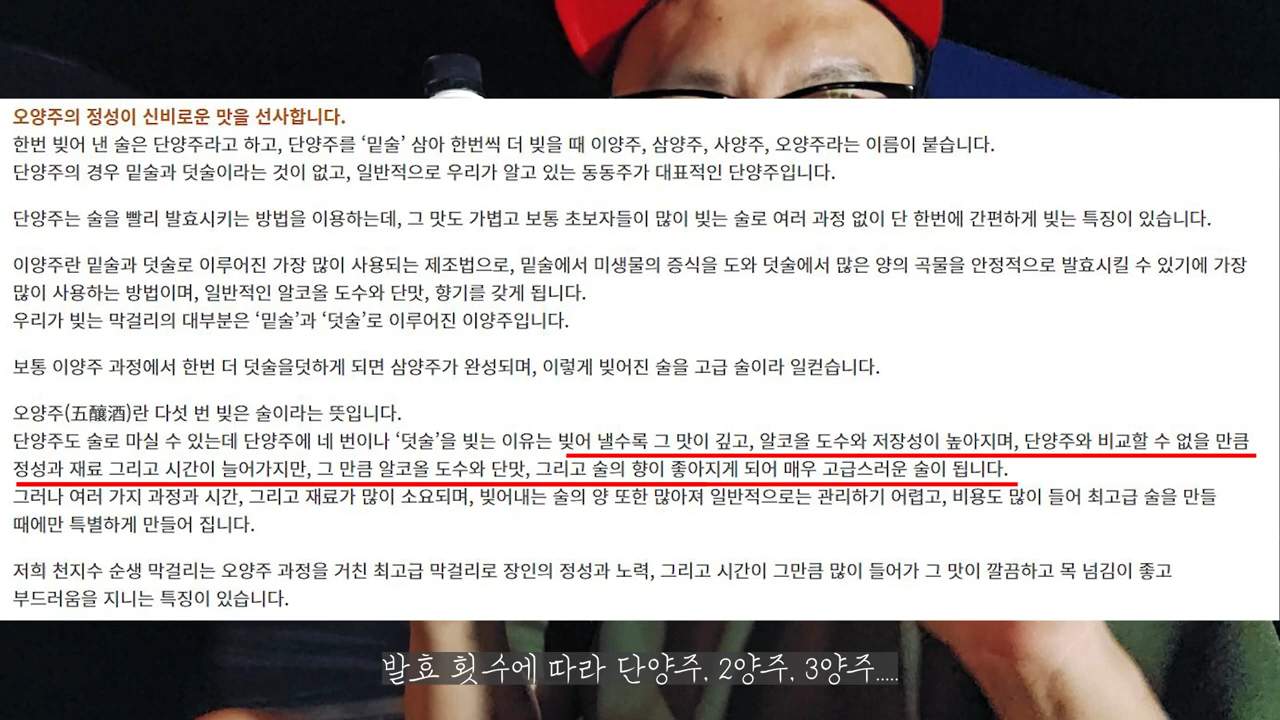 오양주의 정성이 신비로운 맛을 선사합니다.
한번 빚어 낸 술은 단양주라고 하고, 단양주를 ‘밑술’ 삼아 한번씩 더 빚을 때 이양주, 삼양주, 사양주, 오양주라는 이름이 붙습니다.
단양주의 경우 밑술과 덧술이라는 것이 없고, 일반적으로 우리가 알고 있는 동동주가 대표적인 단양주입니다.
단양주는 술을 빨리 발효시키는 방법을 이용하는데, 그 맛도 가볍고 보통 초보자들이 많이 빚는 술로 여러 과정 없이 단 한번에 간편하게 빚는 특징이 있습니다.
이양주란 밑술과 덧술로 이루어진 가장 많이 사용되는 제조법으로, 밑술에서 미생물의 증식을 도와 덧술에서 많은 양의 곡물을 안정적으로 발효시킬 수 있기에 가장
많이 사용하는 방법이며, 일반적인 알코올 도수와 단맛, 향기를 갖게 됩니다.
우리가 빚는 막걸리의 대부분은 ‘밑술’과 ‘덧술’로 이루어진 이양주입니다.
보통 이양주 과정에서 한번 더 덧술을덧하게 되면 삼양주가 완성되며, 이렇게 빚어진 술을 고급 술이라 일컫습니다.
오양주(五釀酒)란 다섯 번 빚은 술이라는 뜻입니다.
단양주도 술로 마실 수 있는데 단양주에 네 번이나 ‘덧술’을 빚는 이유는 빚어 낼수록 그 맛이 깊고, 알코올 도수와 저장성이 높아지며, 단양주와 비교할 수 없을 만큼
정성과 재료 그리고 시간이 늘어가지만, 그 만큼 알코올 도수와 단맛, 그리고 술의 향이 좋아지게 되어 매우 고급스러운 술이 됩니다.
그러나 여러 가지 과정과 시간, 그리고 재료가 많이 소요되며, 빚어내는 술의 양 또한 많아져 일반적으로는 관리하기 어렵고, 비용도 많이 들어 최고급 술을 만들
때에만 특별하게 만들어 집니다.
저희 천지수 순생 막걸리는 오양주 과정을 거친 최고급 막걸리로 장인의 정성과 노력, 그리고 시간이 그만큼 많이 들어가 그 맛이 깔끔하고 목 넘김이 좋고
부드러움을 지니는 특징이 있습니다.
발효 횟수에 따라 단양주, 2양주, 3양주.....